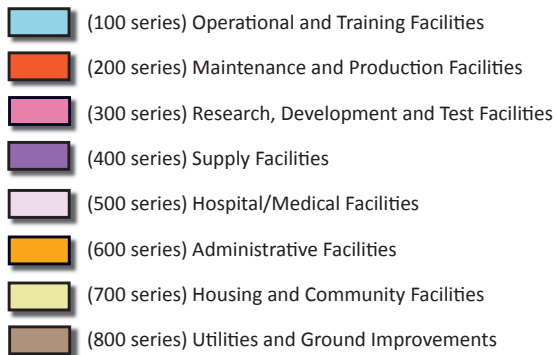 (100 series) Operational and Training Facilities
(200 series) Maintenance and Production Facilities
(300 series) Research, Development and Test Facilities
(400 series) Supply Facilities
(500 series) Hospital/Medical Facilities
(600 series) Administrative Facilities
(700 series) Housing and Community Facilities
(800 series) Utilities and Ground Improvements